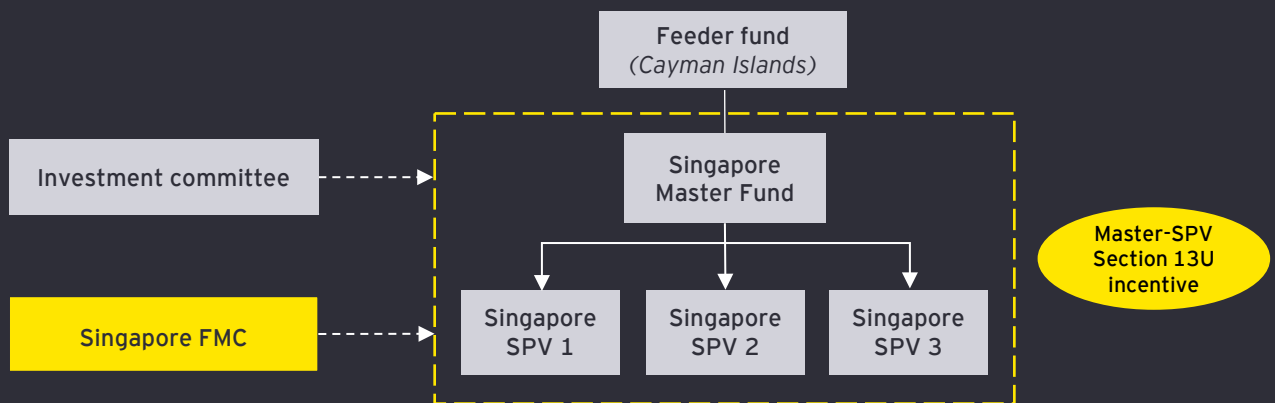 Feeder fund
(Cayman Islands)
Investment committee
Singapore
Master Fund
Master-SPV
Section 13U
incentive
Singapore FMC
Singapore
SPV 1
Singapore
SPV 2
Singapore
SPV 3